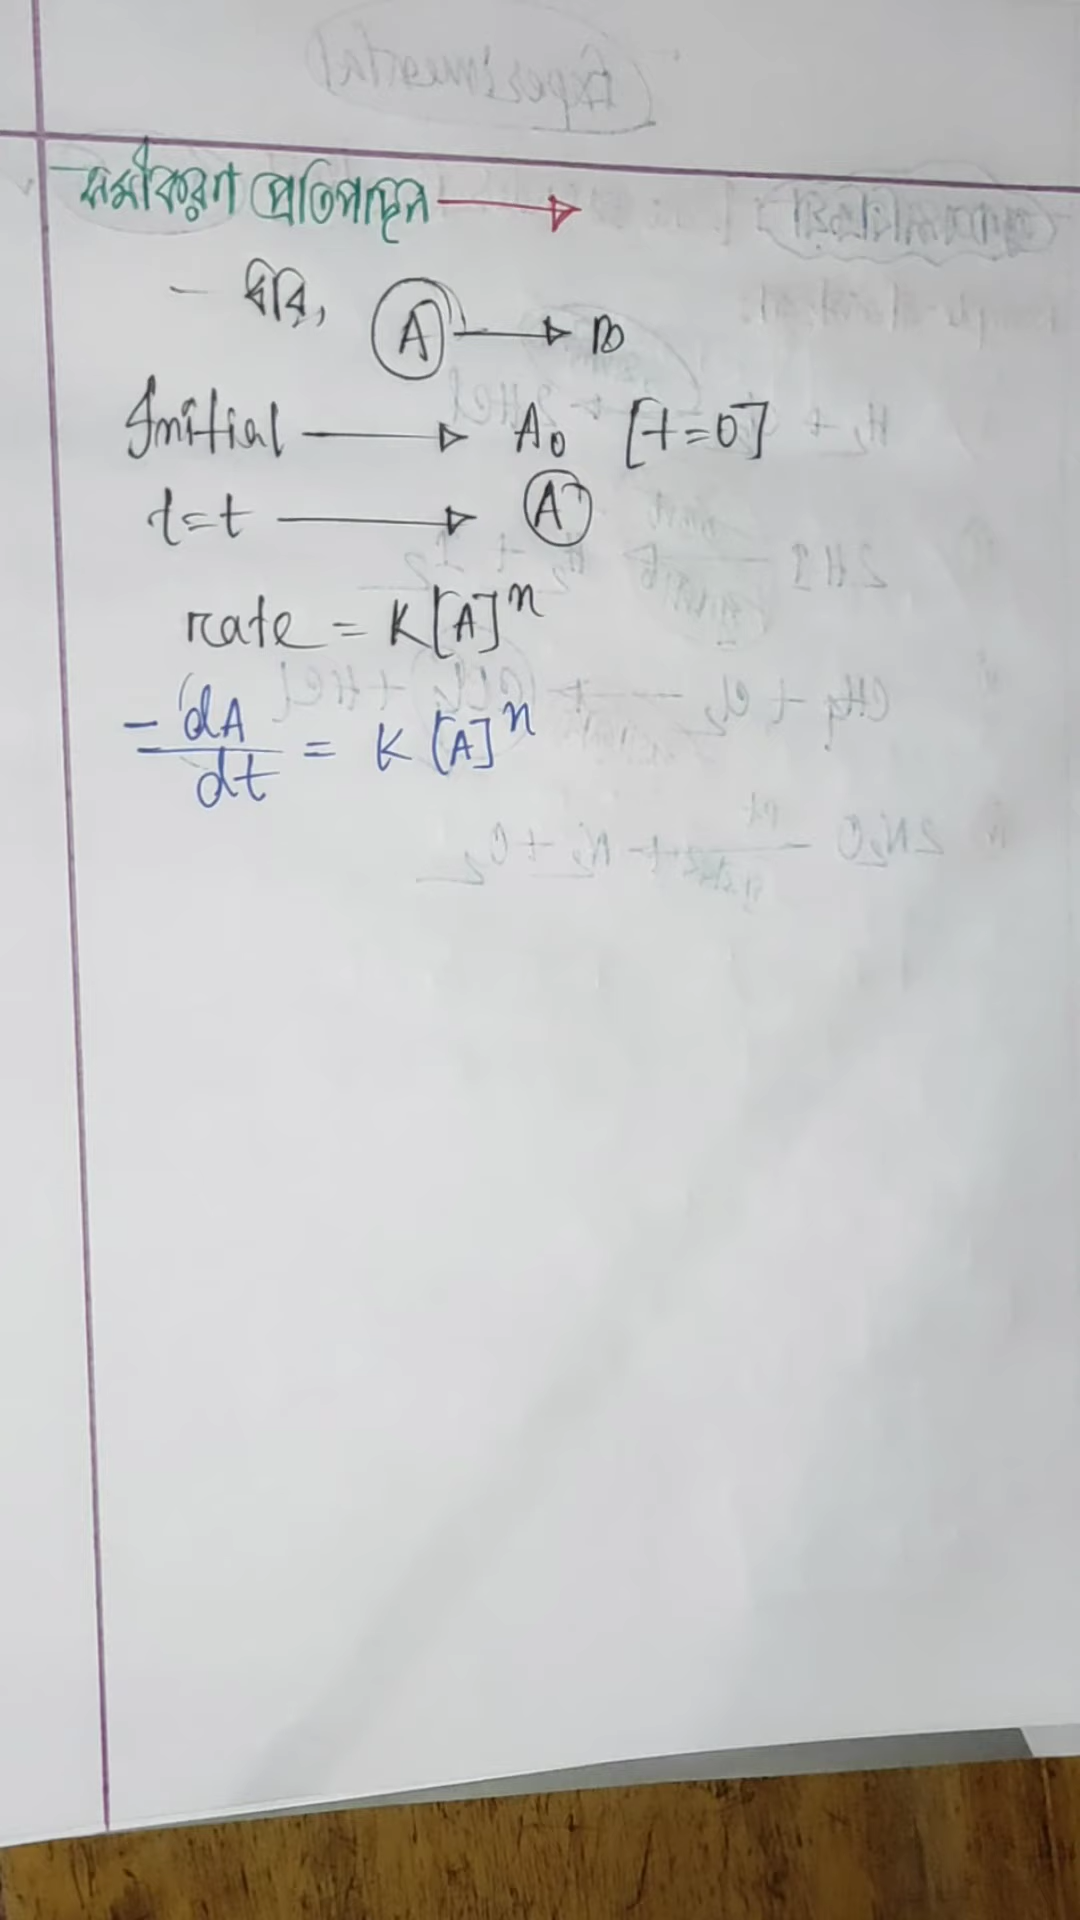 সমীকরণ প্রতিপাদন →
- ধরি, A → B
Initial → A₀ [t=0]
t=t → A
rate = K[A]ⁿ
-dA/dt = K[A]ⁿ